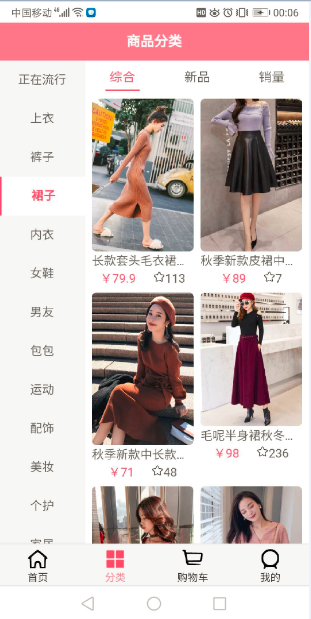 中国移动 46 HD 00:06
商品分类
正在流行
上衣
裤子
裙子
内衣
女鞋
男友
包包
运动
配饰
美妆
个护
综合 新品 销量
长款套头毛衣裙...
¥79.9 113
秋季新款皮裙中...
¥89 7
秋季新款中长款...
¥71 48
毛呢半身裙秋冬...
¥98 236
首页 分类 购物车 我的